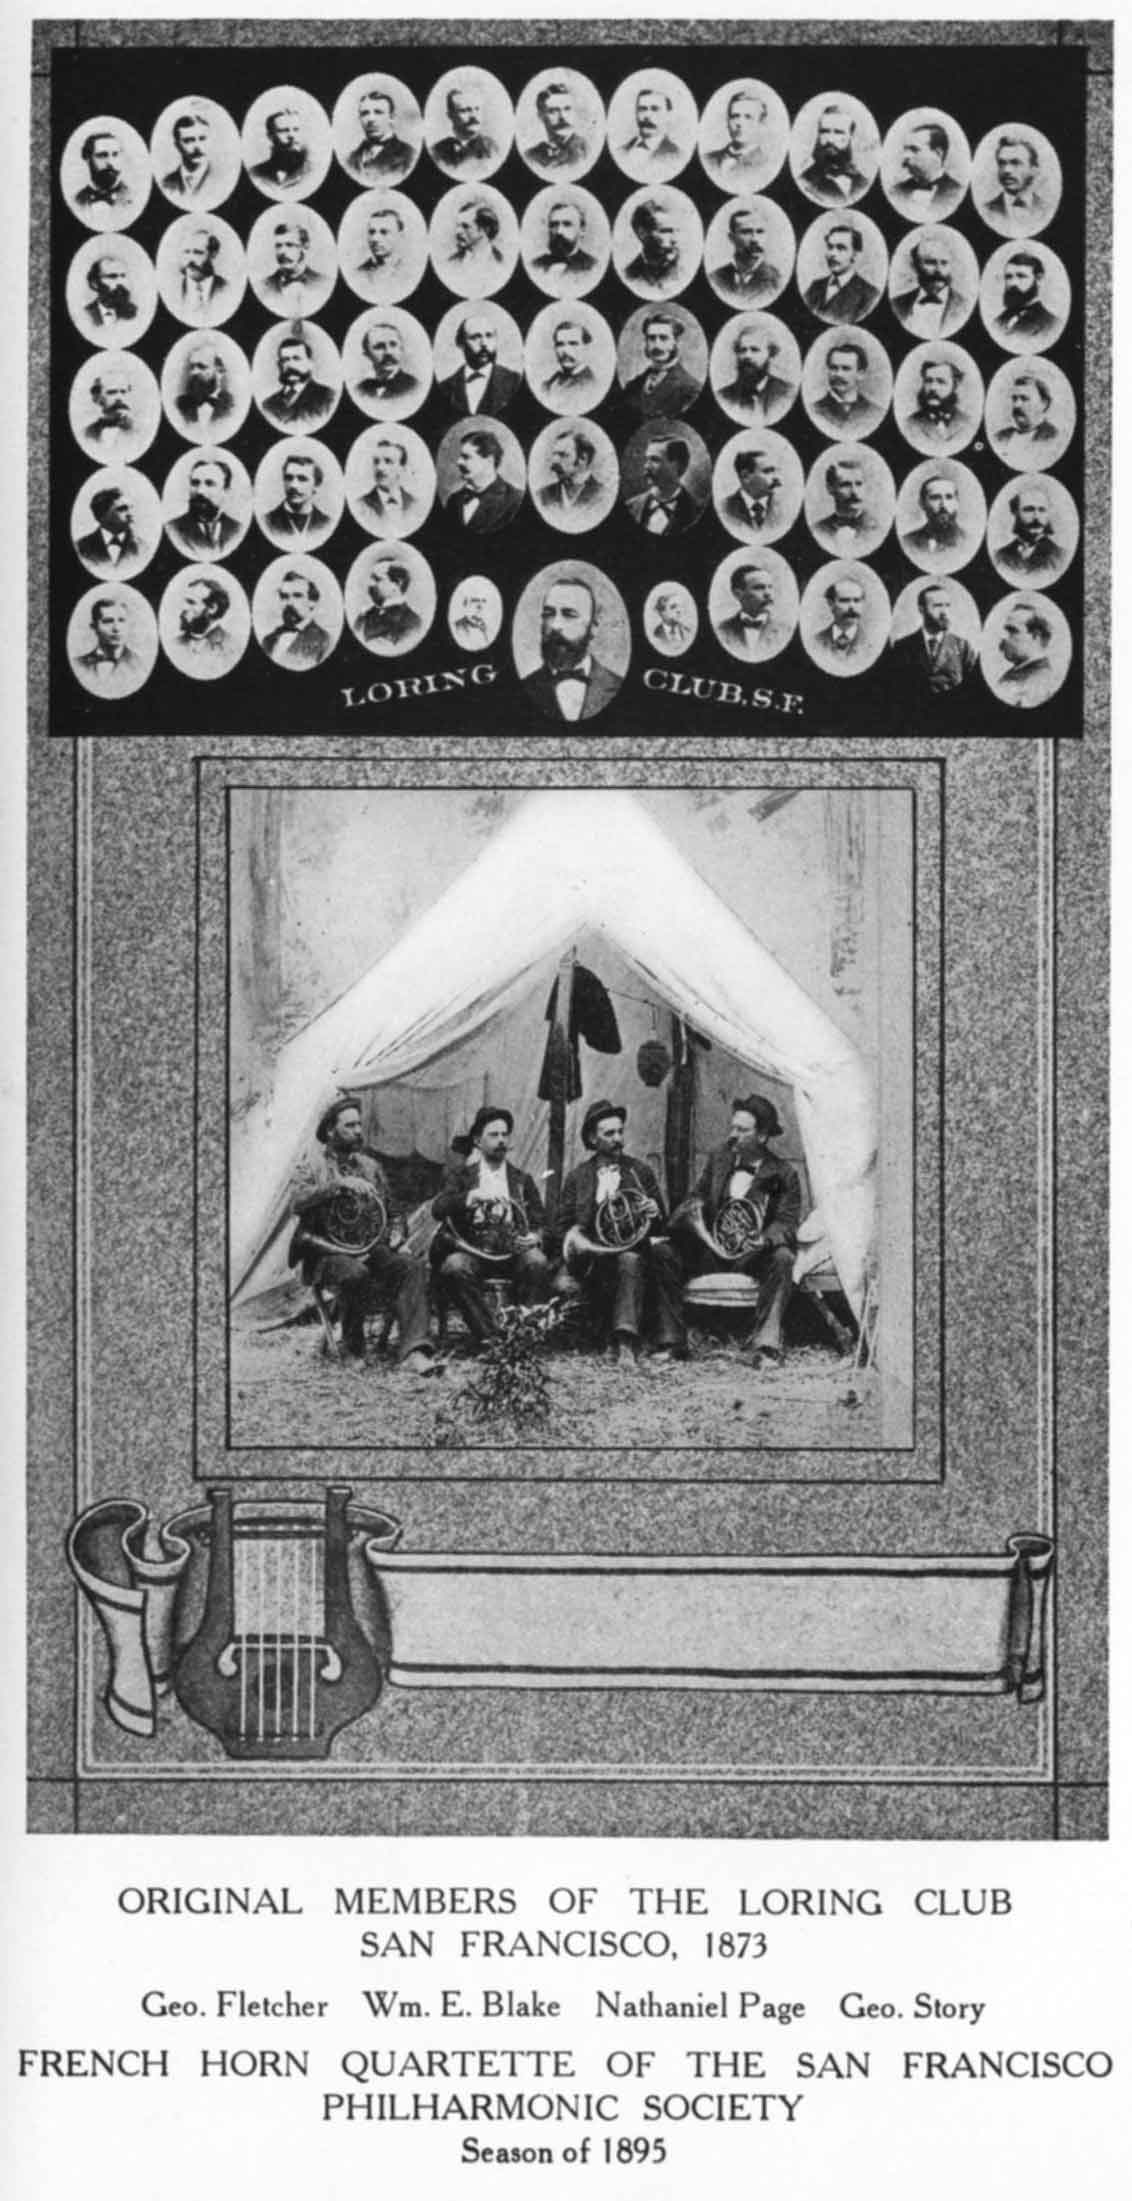 LORING CLUB. S.F.
ORIGINAL MEMBERS OF THE LORING CLUB
SAN FRANCISCO, 1873
Geo. Fletcher Wm. E. Blake Nathaniel Page Geo. Story
FRENCH HORN QUARTETTE OF THE SAN FRANCISCO
PHILHARMONIC SOCIETY
Season of 1895